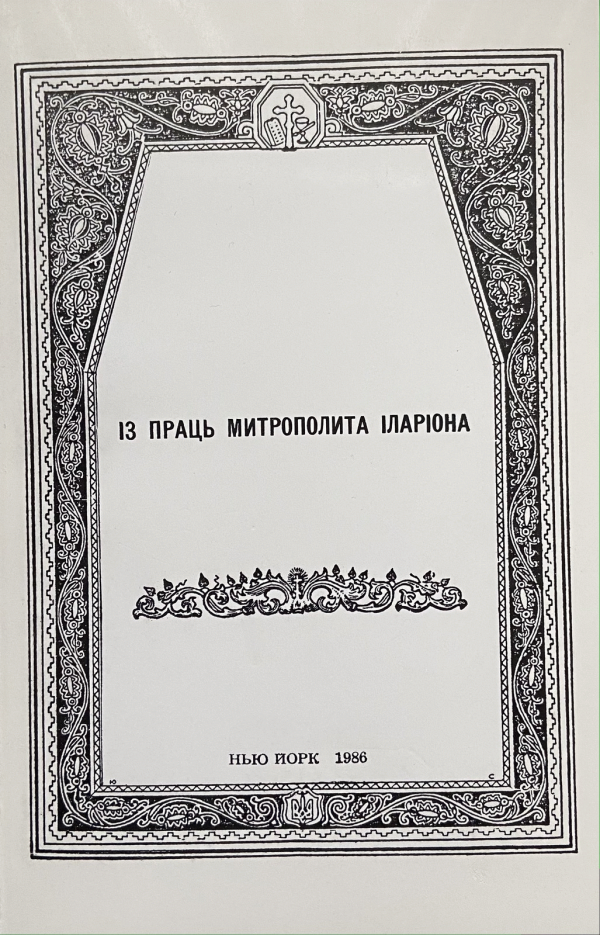 ІЗ ПРАЦЬ МИТРОПОЛИТА ІЛАРІОНА
НЬЮ ЙОРК 1986
Ю С